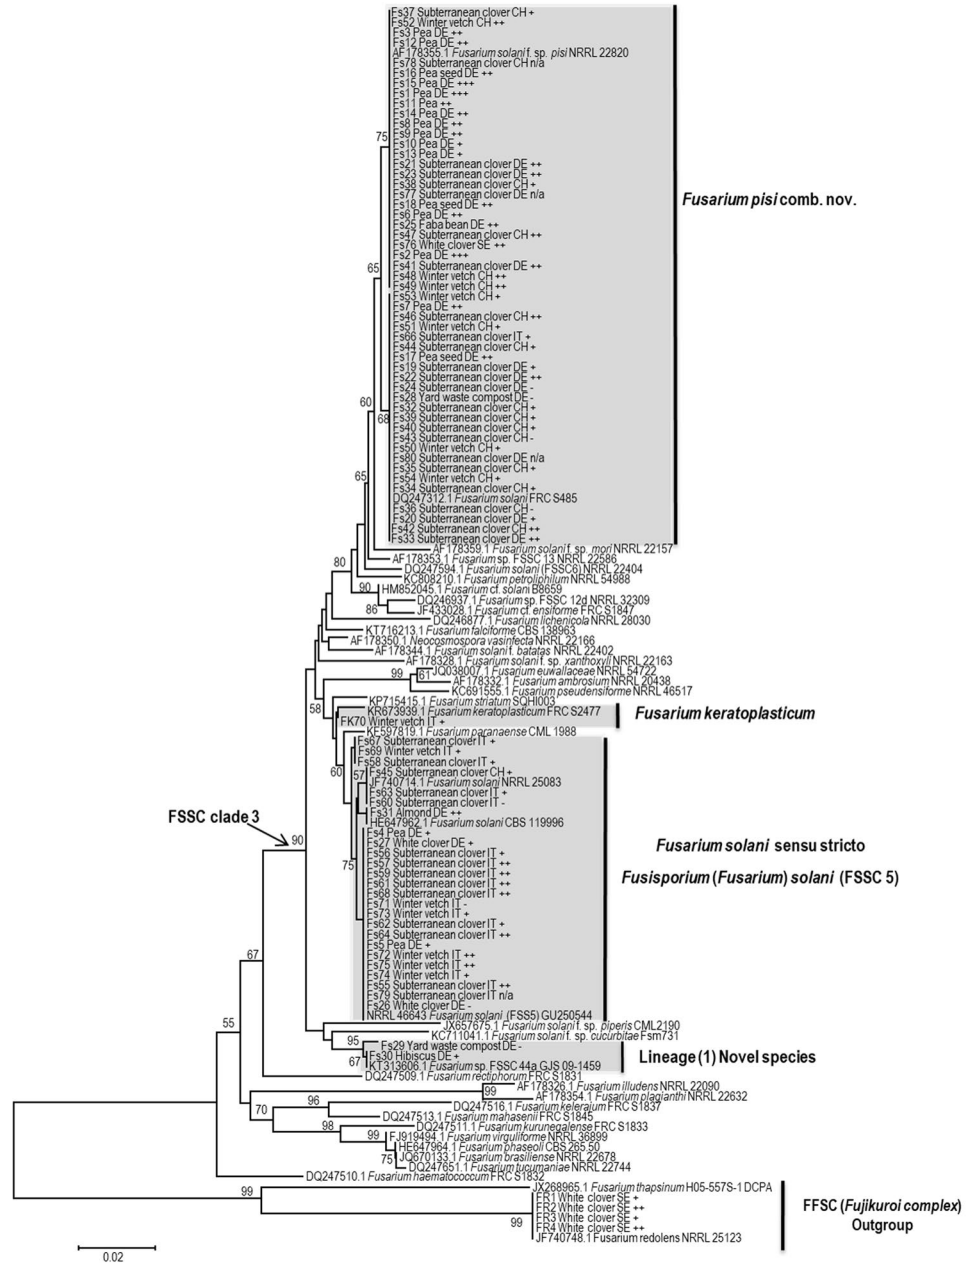 Fs37 Subterranean clover CH +
Fs52 Winter vetch CH ++
Fs3 Pea DE ++
Fs12 Pea DE ++
AF178355.1 Fusarium solani f. sp. pisi NRRL 22820
Fs78 Subterranean clover CH n/a
Fs16 Pea seed DE ++
Fs15 Pea DE +++
Fs1 Pea DE +++
Fs11 Pea ++
Fs14 Pea DE ++
Fs8 Pea DE ++
Fs9 Pea DE ++
Fs10 Pea DE +
Fs13 Pea DE +
75
Fs21 Subterranean clover DE ++
Fs23 Subterranean clover DE ++
Fs38 Subterranean clover CH +
Fs77 Subterranean clover DE n/a
Fs18 Pea seed DE ++
Fusarium pisi comb. nov.
Fs6 Pea DE ++
Fs25 Faba bean DE ++
Fs47 Subterranean clover CH ++
Fs76 White clover SE ++
Fs2 Pea DE +++
Fs41 Subterranean clover DE ++
65
Fs48 Winter vetch CH ++
Fs49 Winter vetch CH ++
Fs53 Winter vetch CH +
Fs7 Pea DE ++
Fs46 Subterranean clover CH ++
Fs51 Winter vetch CH +
Fs66 Subterranean clover IT +
Fs44 Subterranean clover CH +
Fs17 Pea seed DE ++
Fs19 Subterranean clover DE +
Fs22 Subterranean clover DE ++
Fs24 Subterranean clover DE -
Fs28 Yard waste compost DE -
60
Fs32 Subterranean clover CH +
Fs39 Subterranean clover CH +
68
Fs40 Subterranean clover CH +
Fs43 Subterranean clover CH -
Fs50 Winter vetch CH +
Fs80 Subterranean clover DE n/a
Fs35 Subterranean clover CH +
65
Fs54 Winter vetch CH +
Fs34 Subterranean clover CH +
DQ247312.1 Fusarium solani FRC S485
Fs36 Subterranean clover CH -
Fs20 Subterranean clover DE +
Fs42 Subterranean clover CH ++
Fs33 Subterranean clover DE ++
AF178359.1 Fusarium solani f. sp. mori NRRL 22157
AF178353.1 Fusarium sp. FSSC 13 NRRL 22586
80
DQ247594.1 Fusarium solani (FSSC6) NRRL 22404
KC808210.1 Fusarium petroliphilum NRRL 54988
90
HM852045.1 Fusarium cf. solani B8659
DQ246937.1 Fusarium sp. FSSC 12d NRRL 32309
86
JF433028.1 Fusarium cf. ensiforme FRC S1847
DQ246877.1 Fusarium lichenicola NRRL 28030
KT716213.1 Fusarium falciforme CBS 138963
AF178350.1 Neocosmospora vasinfecta NRRL 22166
AF178344.1 Fusarium solani f. batatas NRRL 22402
AF178328.1 Fusarium solani f. sp. xanthoxyli NRRL 22163
99
JQ038007.1 Fusarium euwallaceae NRRL 54722
61
AF178332.1 Fusarium ambrosium NRRL 20438
KC691555.1 Fusarium pseudensiforme NRRL 46517
58
KP715415.1 Fusarium striatum SQHI003
KR673939.1 Fusarium keratoplasticum FRC S2477
Fusarium keratoplasticum
FK70 Winter vetch IT +
KF597819.1 Fusarium paranaense CML 1988
Fs67 Subterranean clover IT +
Fs69 Winter vetch IT +
Fs58 Subterranean clover IT +
60
57
Fs45 Subterranean clover CH +
JF740714.1 Fusarium solani NRRL 25083
Fs63 Subterranean clover IT +
Fs60 Subterranean clover IT -
Fs31 Almond DE ++
FSSC clade 3
HE647962.1 Fusarium solani CBS 119996
90
Fs4 Pea DE +
Fs27 White clover DE +
Fusarium solani sensu stricto
Fs56 Subterranean clover IT +
75
Fs57 Subterranean clover IT ++
Fs59 Subterranean clover IT ++
Fusisporium (Fusarium) solani (FSSC 5)
Fs61 Subterranean clover IT ++
Fs68 Subterranean clover IT ++
Fs71 Winter vetch IT -
Fs73 Winter vetch IT +
Fs62 Subterranean clover IT +
Fs64 Subterranean clover IT ++
Fs5 Pea DE +
67
Fs72 Winter vetch IT ++
Fs75 Winter vetch IT ++
Fs74 Winter vetch IT +
Fs55 Subterranean clover IT ++
Fs79 Subterranean clover IT n/a
Fs26 White clover DE -
NRRL 46643 Fusarium solani (FSS5) GU250544
55
JX657675.1 Fusarium solani f. sp. piperis CML2190
KC711041.1 Fusarium solani f. sp. cucurbitae Fsm731
95
Fs29 Yard waste compost DE -
Fs30 Hibiscus DE +
Lineage (1) Novel species
67
KT313606.1 Fusarium sp. FSSC 44a GJS 09-1459
DQ247509.1 Fusarium rectiphorum FRC S1831
AF178326.1 Fusarium illudens NRRL 22090
99
AF178354.1 Fusarium plagianthi NRRL 22632
96
DQ247516.1 Fusarium kelerajum FRC S1837
70
DQ247513.1 Fusarium mahasenii FRC S1845
98
DQ247511.1 Fusarium kurunegalense FRC S1833
99
FJ919494.1 Fusarium virguliforme NRRL 36899
HE647964.1 Fusarium phaseoli CBS 265.50
75
JQ670133.1 Fusarium brasiliense NRRL 22678
DQ247651.1 Fusarium tucumaniae NRRL 22744
DQ247510.1 Fusarium haematococcum FRC S1832
99
JX268965.1 Fusarium thapsinum H05-557S-1 DCPA
FR1 White clover SE +
FR2 White clover SE ++
FFSC (Fujikuroi complex)
99
FR3 White clover SE +
FR4 White clover SE ++
Outgroup
JF740748.1 Fusarium redolens NRRL 25123
0.02